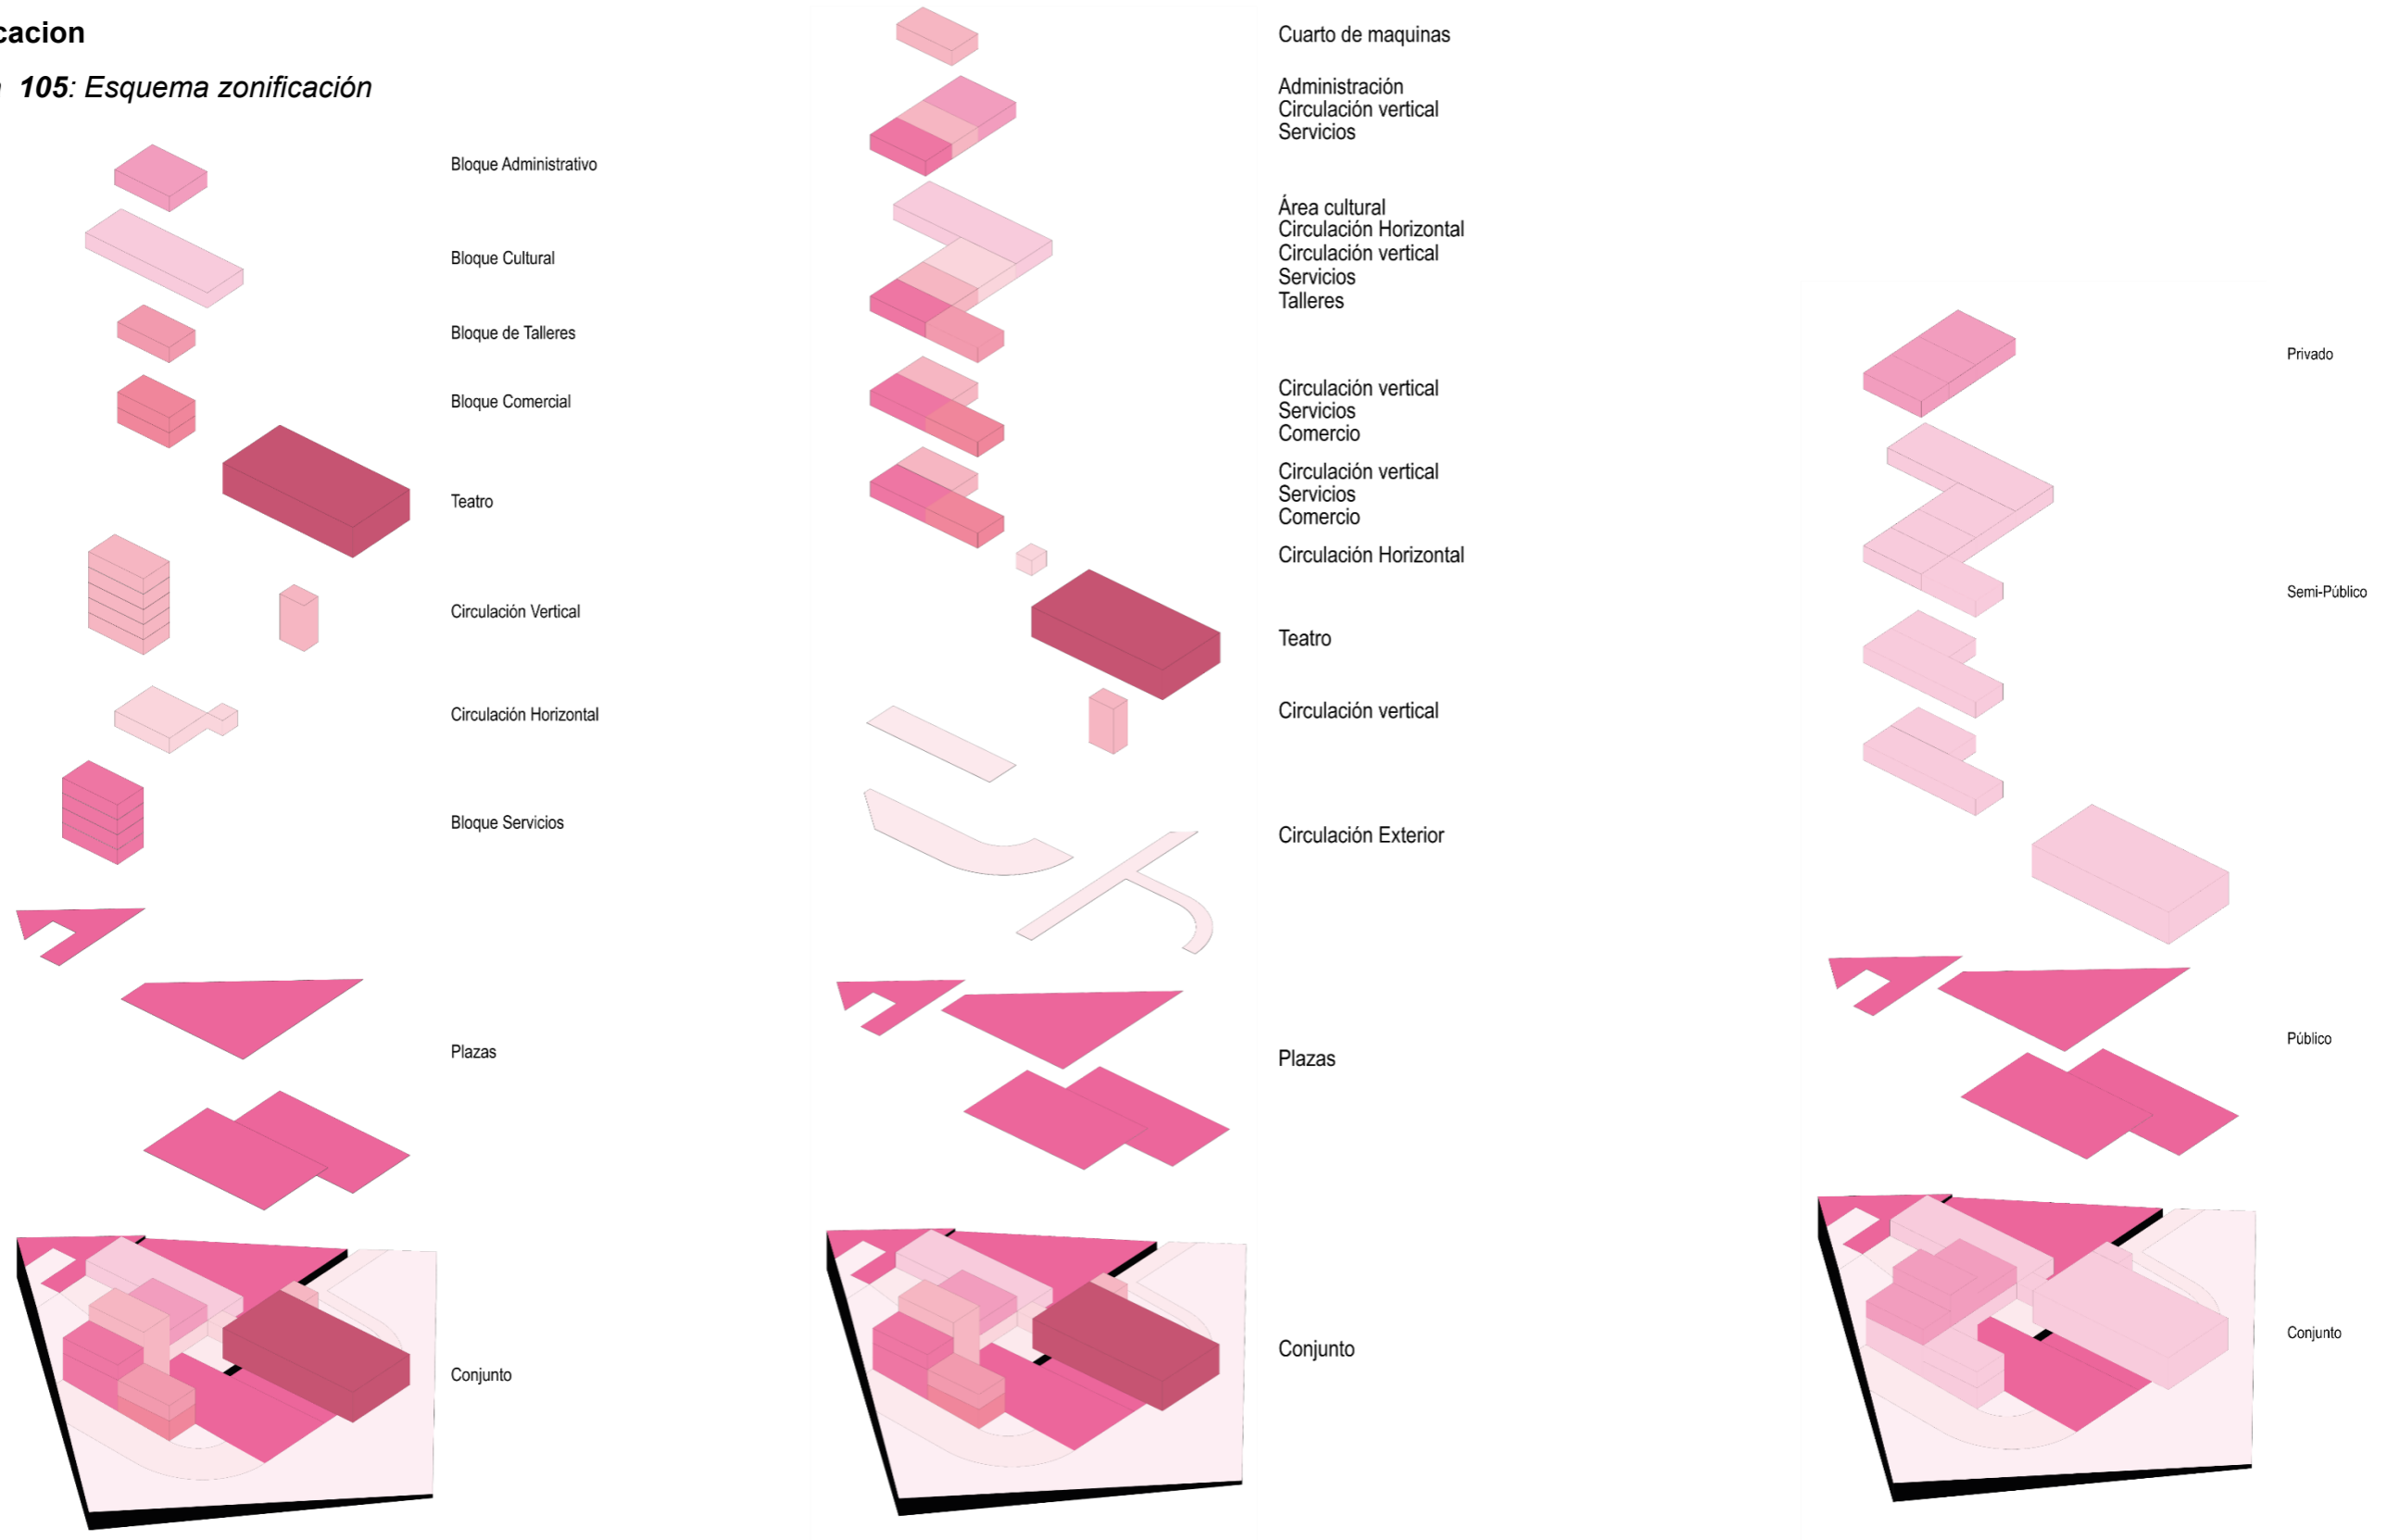 cacion
105: Esquema zonificación
Bloque Administrativo
Bloque Cultural
Bloque de Talleres
Bloque Comercial
Teatro
Circulación Vertical
Circulación Horizontal
Bloque Servicios
Plazas
Conjunto
Cuarto de maquinas
Administración
Circulación vertical
Servicios
Área cultural
Circulación Horizontal
Circulación vertical
Servicios
Talleres
Circulación vertical
Servicios
Comercio
Circulación vertical
Servicios
Comercio
Circulación Horizontal
Teatro
Circulación vertical
Circulación Exterior
Plazas
Conjunto
Privado
Semi-Público
Público
Conjunto